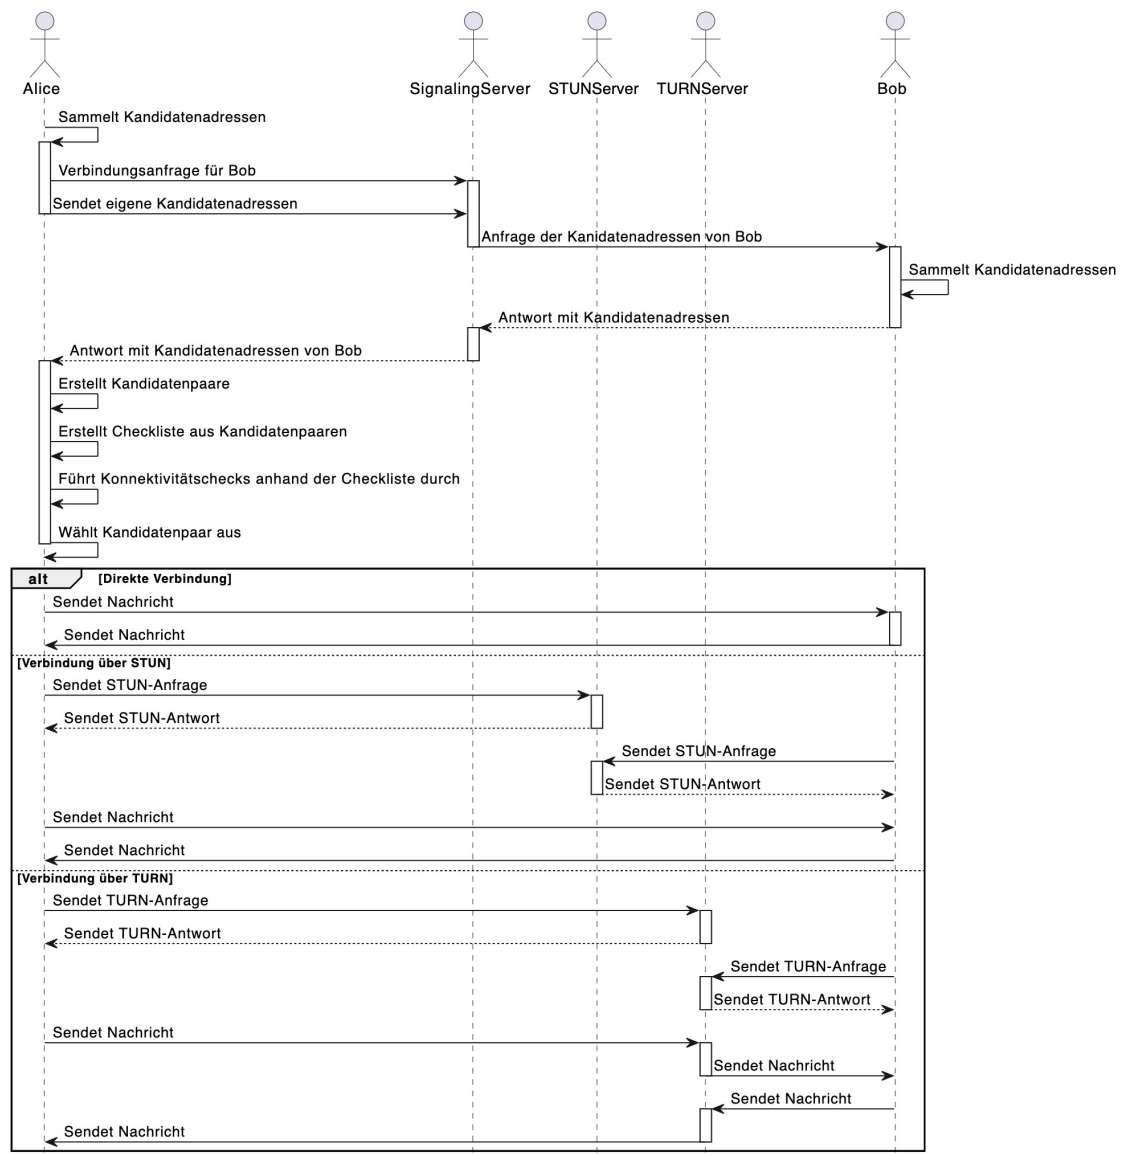 Alice
SignalingServer
STUNServer
TURNServer
Bob
Sammelt Kandidatenadressen
Verbindungsanfrage für Bob
Sendet eigene Kandidatenadressen
Anfrage der Kanidatenadressen von Bob
Sammelt Kandidatenadressen
Antwort mit Kandidatenadressen
Antwort mit Kandidatenadressen von Bob
Erstellt Kandidatenpaare
Erstellt Checkliste aus Kandidatenpaaren
Führt Konnektivitätschecks anhand der Checkliste durch
Wählt Kandidatenpaar aus
alt [Direkte Verbindung]
Sendet Nachricht
Sendet Nachricht
[Verbindung über STUN]
Sendet STUN-Anfrage
Sendet STUN-Antwort
Sendet STUN-Anfrage
Sendet STUN-Antwort
Sendet Nachricht
Sendet Nachricht
[Verbindung über TURN]
Sendet TURN-Anfrage
Sendet TURN-Antwort
Sendet TURN-Anfrage
Sendet TURN-Antwort
Sendet Nachricht
Sendet Nachricht
Sendet Nachricht
Sendet Nachricht